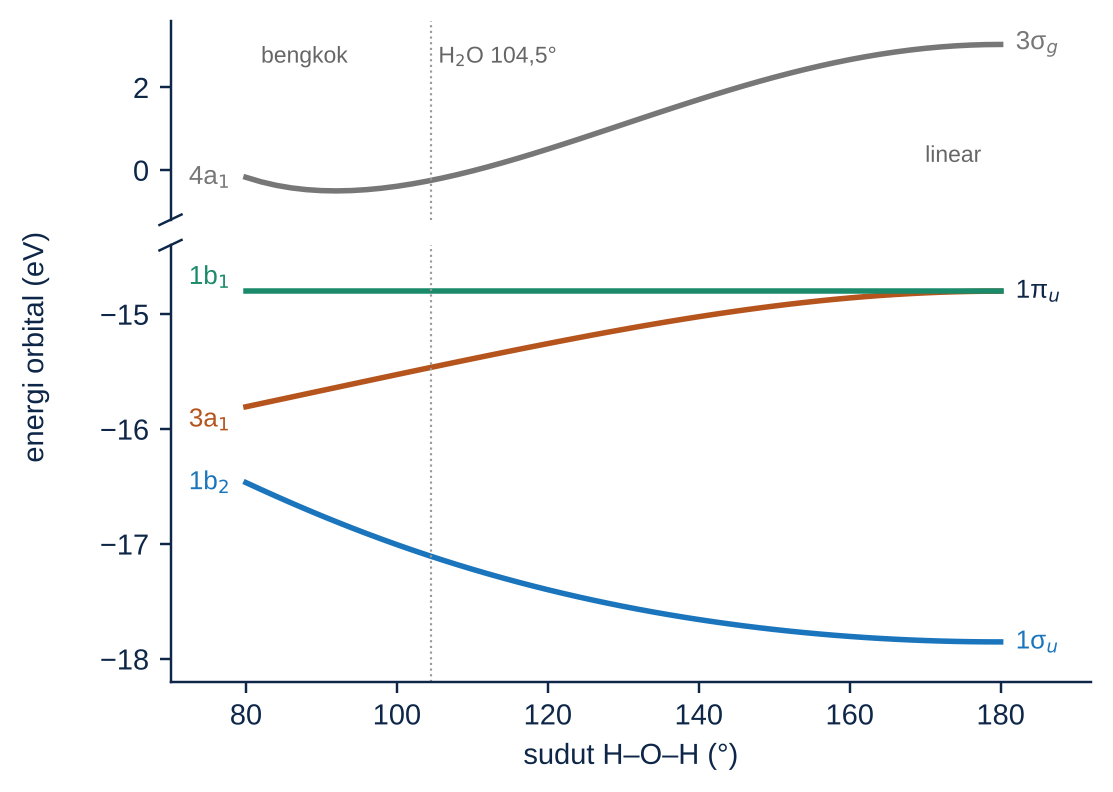 bengkok
H₂O 104,5°
3σg
2
0
4a₁
linear
energi orbital (eV)
1b₁
1πu
−15
3a₁
−16
1b₂
−17
1σu
−18
80
100
120
140
160
180
sudut H–O–H (°)